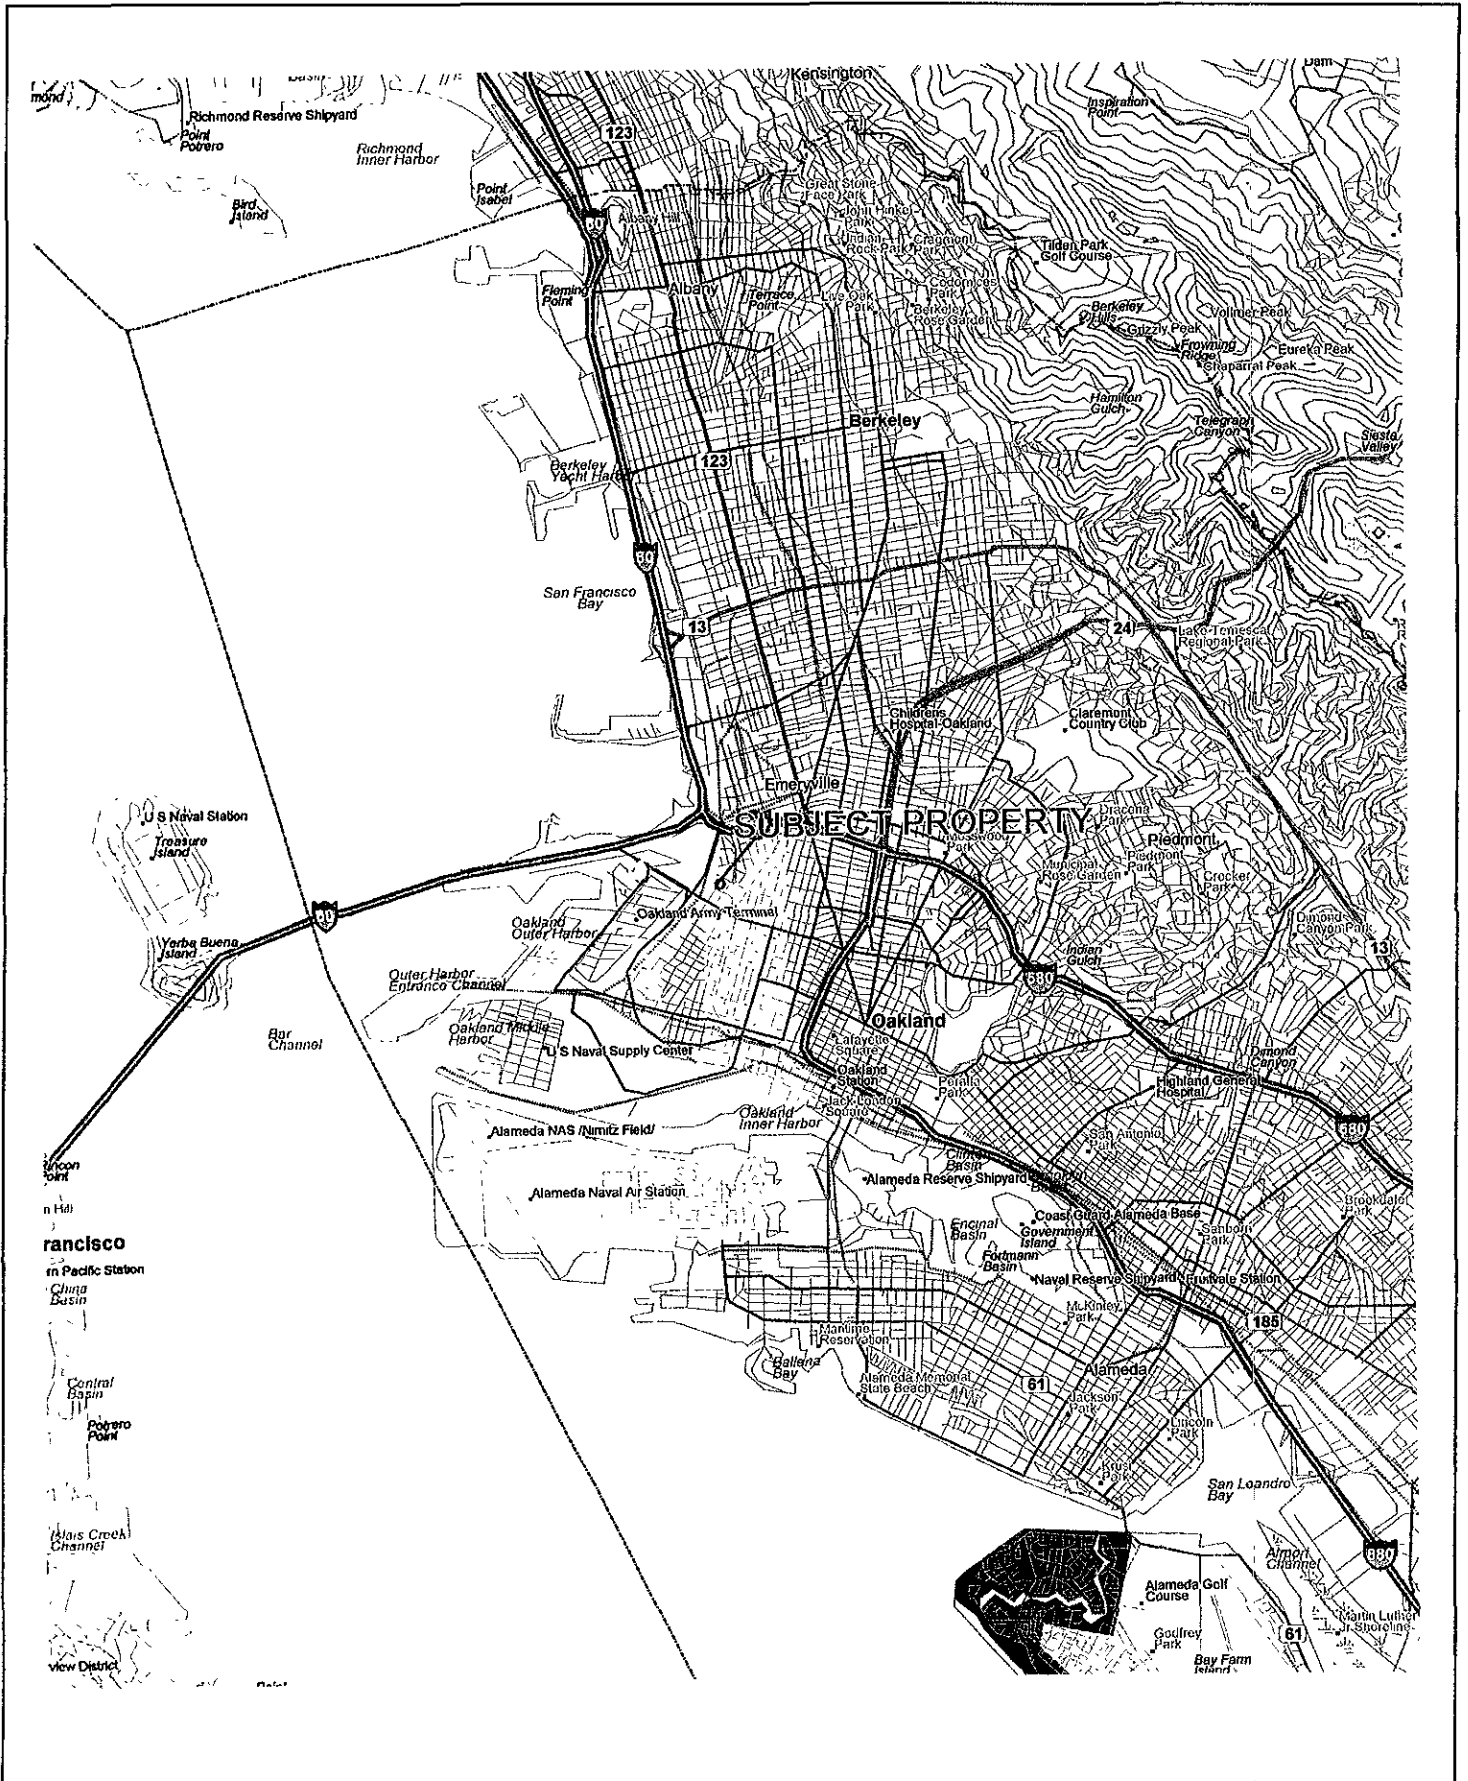 mond
Richmond Reserve Shipyard
Point
Potrero
Richmond
Inner Harbor
Bird
Island
Point
Isabel
Kensington
Dam
Inspiration
Point
123
Great Stone
Face Park
Albany Hill
John Hinkel
Park
Indian
Rock Park
Cragmont
Park
Tilden Park
Golf Course
Fleming
Point
Albany
Terrace
Point
Live Oak
Park
Codornices
Park
Berkeley
Rose Garden
Berkeley
Hills
Grizzly Peak
Vollmer Peak
Frowning
Ridge
Eureka Peak
Chaparral Peak
Hamilton
Gulch
Telegraph
Canyon
Siesta
Valley
Berkeley
123
Berkeley
Yacht Harbor
80
San Francisco
Bay
13
24
Lake Temescal
Regional Park
Childrens
Hospital-Oakland
Claremont
Country Club
Emeryville
SUBJECT PROPERTY
Dracena
Park
Mosswood
Park
Piedmont
Piedmont
Park
Municipal
Rose Garden
Crocker
Park
U S Naval Station
Treasure
Island
80
Oakland Army Terminal
Oakland
Outer Harbor
Dimond
Canyon Park
13
Yerba Buena
Island
Indian
Gulch
580
Outer Harbor
Entrance Channel
Bar
Channel
Oakland Middle
Harbor
U S Naval Supply Center
Oakland
Lafayette
Square
Oakland
Station
Dimond
Canyon
Highland General
Hospital
Peralta
Park
Jack London
Square
Oakland
Inner Harbor
580
Alameda NAS /Nimitz Field/
San Antonio
Park
Clinton
Basin
Alameda Reserve Shipyard
Alameda Naval Air Station
Brookdale
Park
Rincon
Point
n Hill
rancisco
rn Pacific Station
China
Basin
Encinal
Basin
Coast Guard Alameda Base
Government
Island
Sanborn
Park
Fortmann
Basin
Naval Reserve Shipyard
Fruitvale Station
McKinley
Park
185
Maritime
Reservation
Ballena
Bay
Alameda Memorial
State Beach
Alameda
61
Jackson
Park
Lincoln
Park
Central
Basin
Potrero
Point
Krusi
Park
San Leandro
Bay
Islais Creek
Channel
Airport
Channel
880
Alameda Golf
Course
Martin Luther
Jr Shoreline
61
Godfrey
Park
Bay Farm
Island
view District
Point